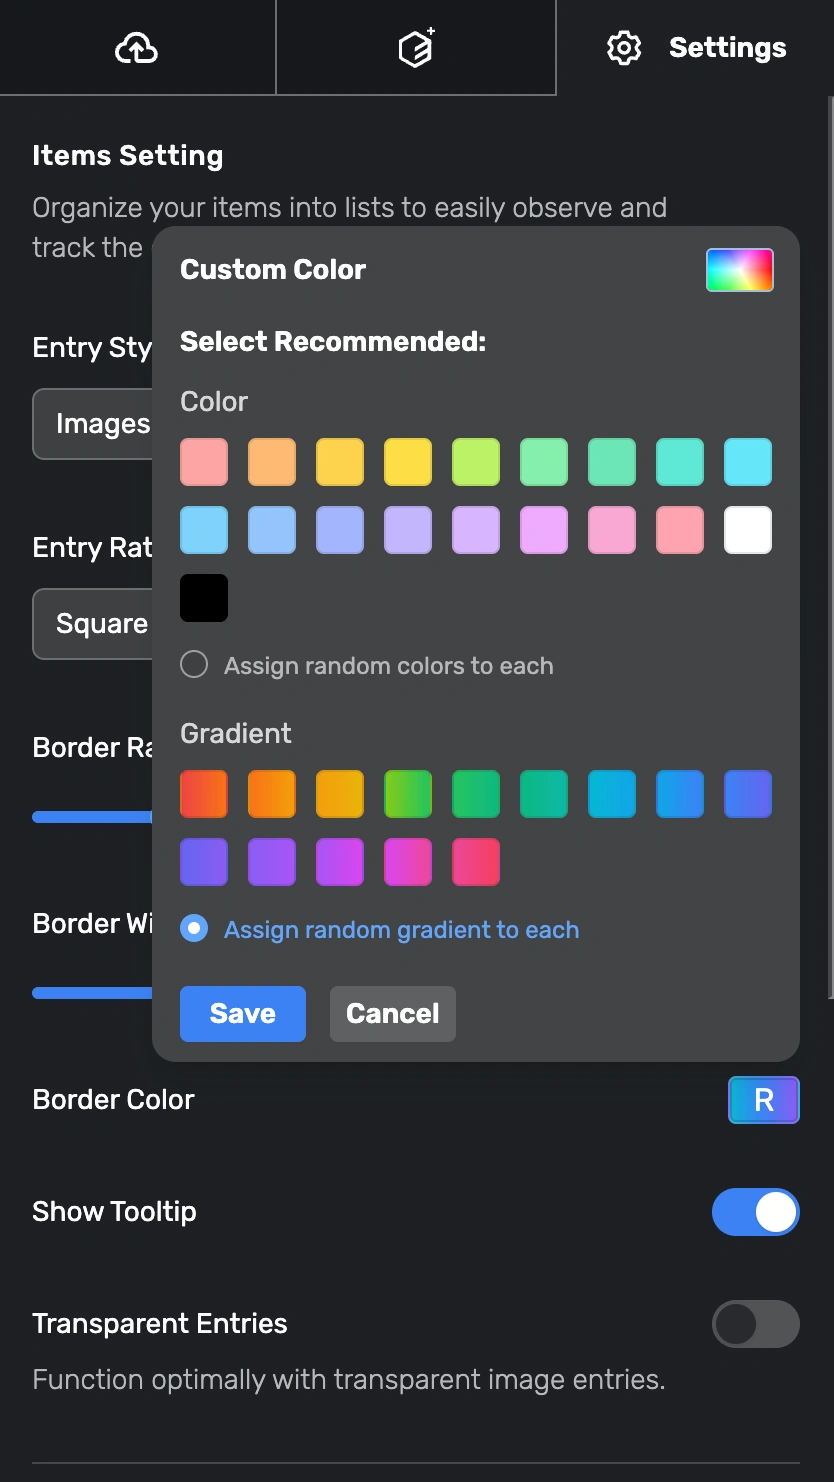 Settings
Items Setting
Organize your items into lists to easily observe and
track the
Custom Color
Select Recommended:
Entry Sty
Color
Images
Entry Rat
Square
Assign random colors to each
Gradient
Border Ra
Border Wi
Assign random gradient to each
Save
Cancel
Border Color
R
Show Tooltip
Transparent Entries
Function optimally with transparent image entries.